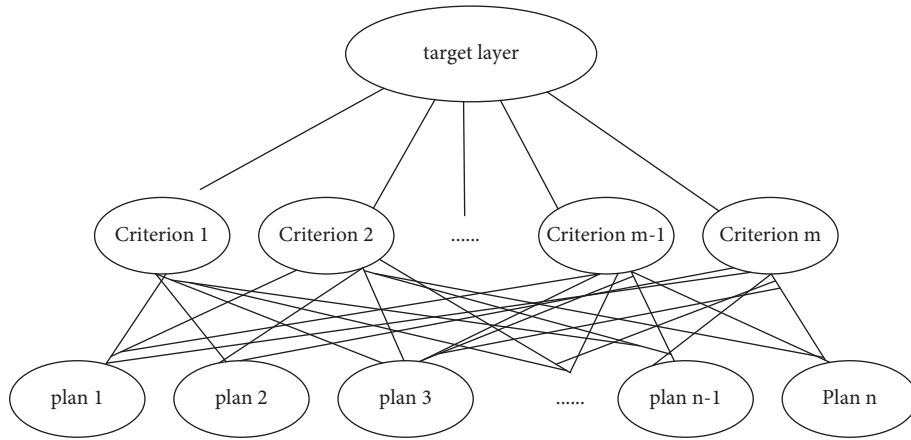 target layer
Criterion 1
Criterion 2
......
Criterion m-1
Criterion m
plan 1
plan 2
plan 3
......
plan n-1
Plan n